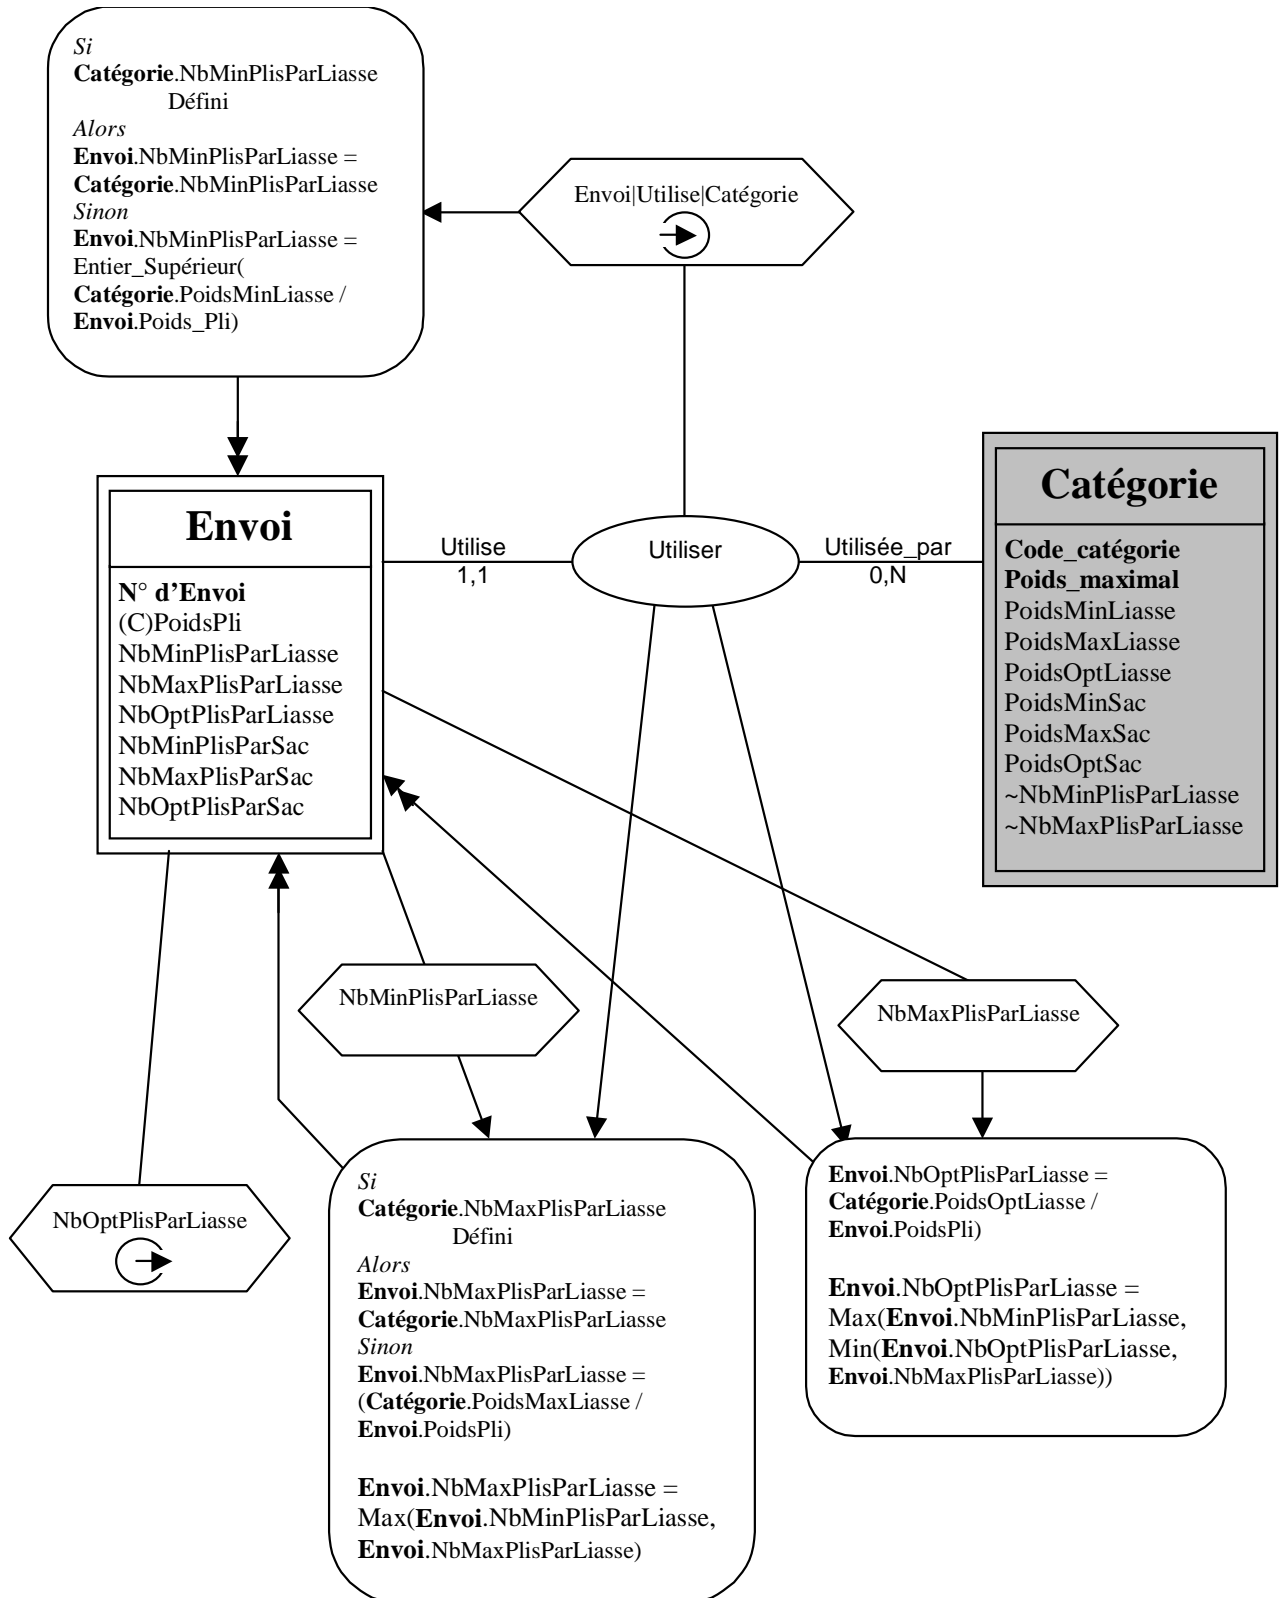 Si
Catégorie.NbMinPlisParLiasse
Défini
Alors
Envoi.NbMinPlisParLiasse =
Catégorie.NbMinPlisParLiasse
Sinon
Envoi.NbMinPlisParLiasse =
Entier_Supérieur(
Catégorie.PoidsMinLiasse /
Envoi.Poids_Pli)
Envoi|Utilise|Catégorie
Envoi
N° d'Envoi
(C)PoidsPli
NbMinPlisParLiasse
NbMaxPlisParLiasse
NbOptPlisParLiasse
NbMinPlisParSac
NbMaxPlisParSac
NbOptPlisParSac
Utilise
1,1
Utiliser
Utilisée_par
0,N
Catégorie
Code_catégorie
Poids_maximal
PoidsMinLiasse
PoidsMaxLiasse
PoidsOptLiasse
PoidsMinSac
PoidsMaxSac
PoidsOptSac
~NbMinPlisParLiasse
~NbMaxPlisParLiasse
NbMinPlisParLiasse
NbMaxPlisParLiasse
NbOptPlisParLiasse
Si
Catégorie.NbMaxPlisParLiasse
Défini
Alors
Envoi.NbMaxPlisParLiasse =
Catégorie.NbMaxPlisParLiasse
Sinon
Envoi.NbMaxPlisParLiasse =
(Catégorie.PoidsMaxLiasse /
Envoi.PoidsPli)
Envoi.NbMaxPlisParLiasse =
Max(Envoi.NbMinPlisParLiasse,
Envoi.NbMaxPlisParLiasse)
Envoi.NbOptPlisParLiasse =
Catégorie.PoidsOptLiasse /
Envoi.PoidsPli)
Envoi.NbOptPlisParLiasse =
Max(Envoi.NbMinPlisParLiasse,
Min(Envoi.NbOptPlisParLiasse,
Envoi.NbMaxPlisParLiasse))